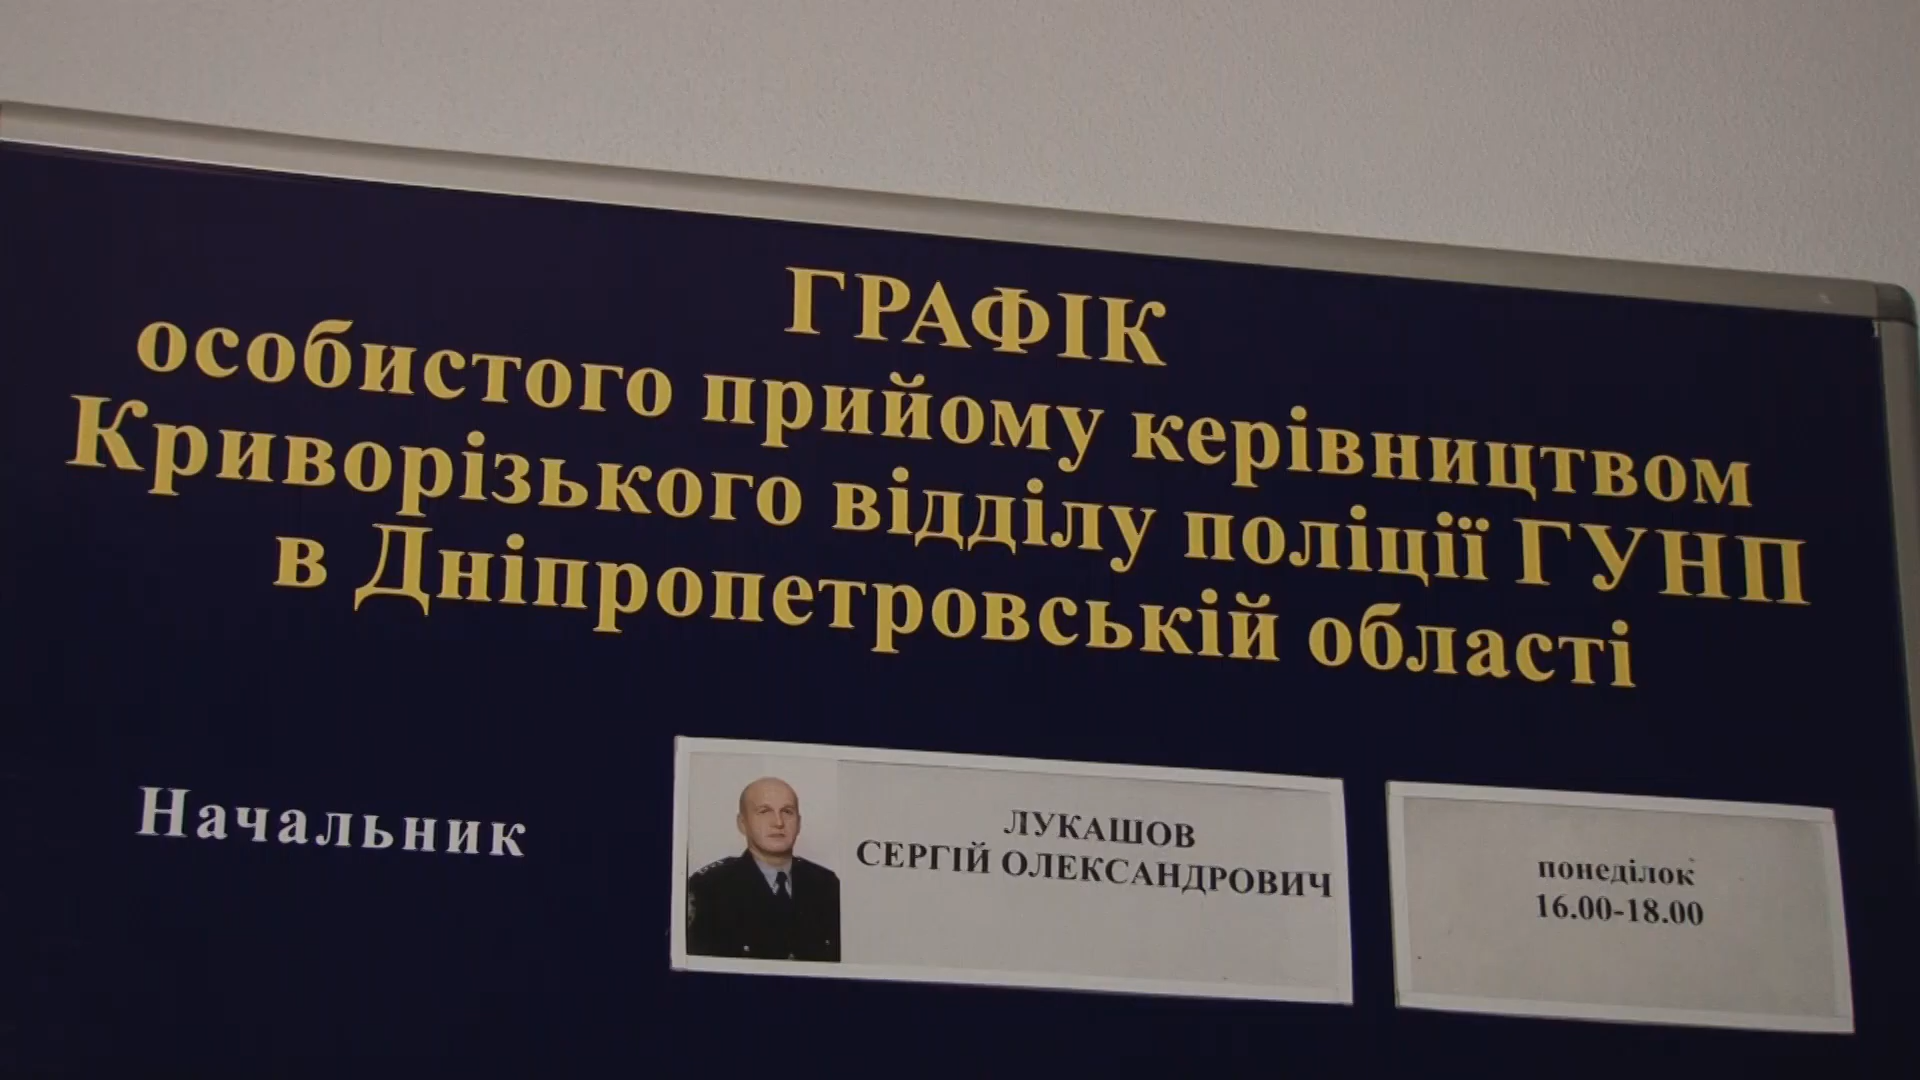 ГРАФІК
особистого прийому керівництвом
Криворізького відділу поліції ГУНП
в Дніпропетровській області
Начальник
ЛУКАШОВ
СЕРГІЙ ОЛЕКСАНДРОВИЧ
понеділок
16.00-18.00